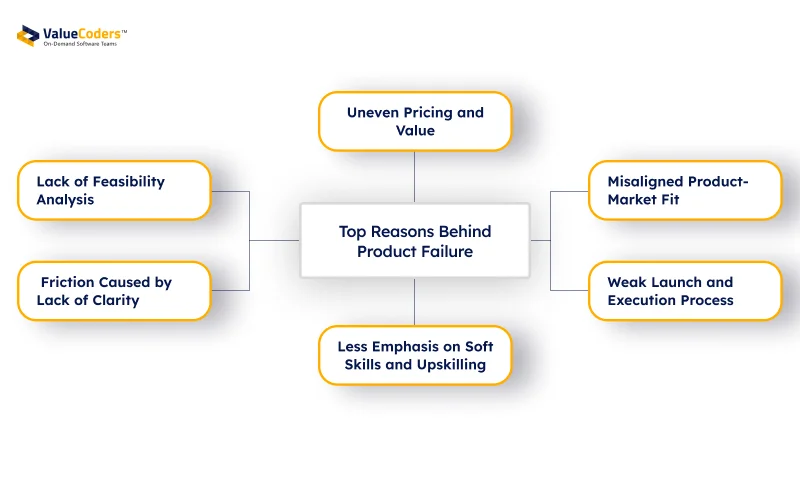 ValueCoders™
On-Demand Software Teams
Uneven Pricing and
Value
Lack of Feasibility
Analysis
Misaligned Product-
Market Fit
Top Reasons Behind
Product Failure
Friction Caused by
Lack of Clarity
Weak Launch and
Execution Process
Less Emphasis on Soft
Skills and Upskilling